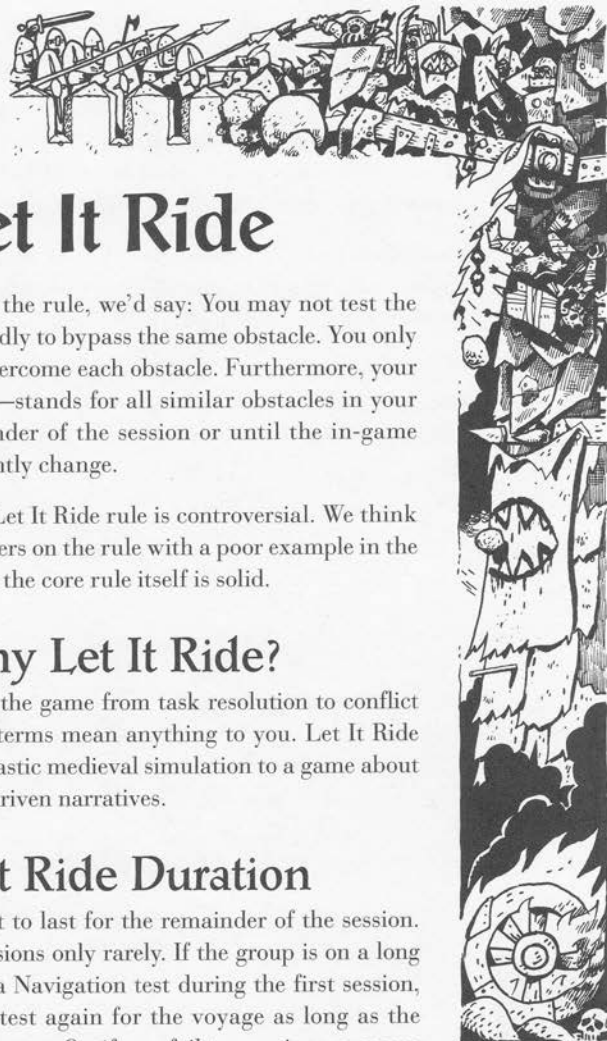 et It Ride
the rule, we'd say: You may not test the
dly to bypass the same obstacle. You only
ercome each obstacle. Furthermore, your
—stands for all similar obstacles in your
nder of the session or until the in-game
ntly change.
Let It Ride rule is controversial. We think
ers on the rule with a poor example in the
the core rule itself is solid.
ny Let It Ride?
the game from task resolution to conflict
terms mean anything to you. Let It Ride
astic medieval simulation to a game about
riven narratives.
t Ride Duration
t to last for the remainder of the session.
sions only rarely. If the group is on a long
a Navigation test during the first session,
test again for the voyage as long as the